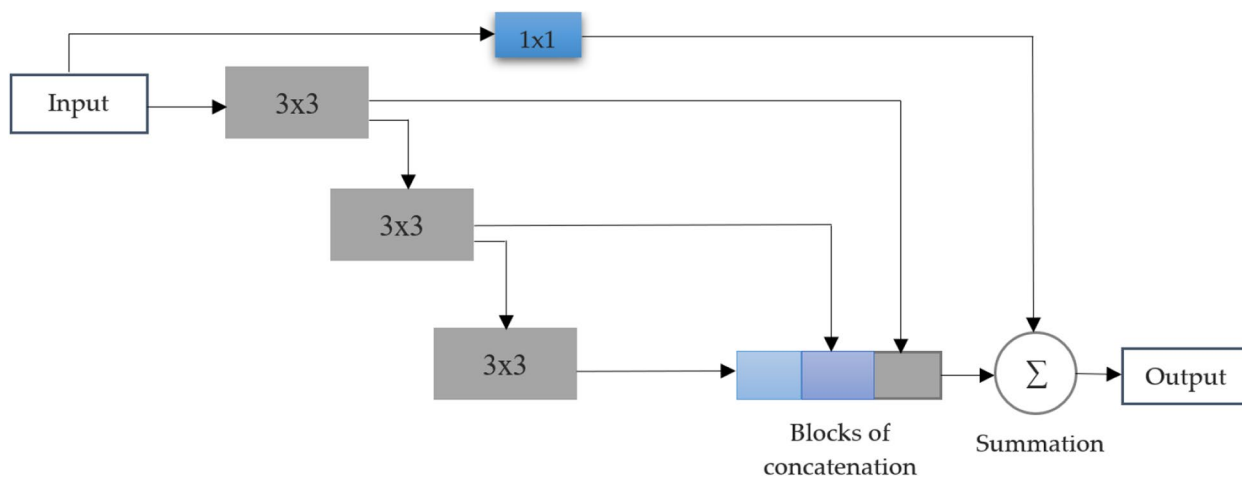 1x1
Input
3x3
3x3
3x3
Σ
Output
Blocks of
concatenation
Summation